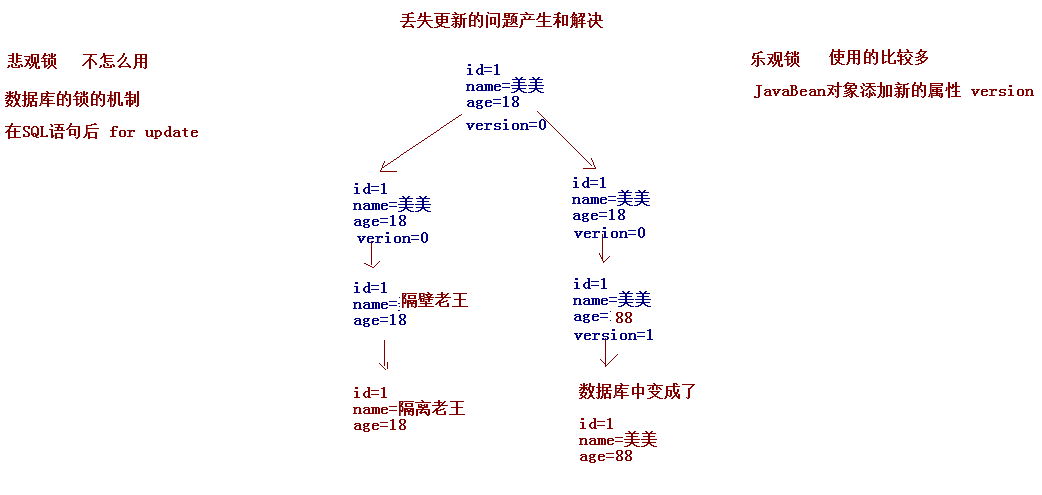 丢失更新的问题产生和解决
悲观锁 不怎么用
数据库的锁的机制
在SQL语句后 for update
乐观锁 使用的比较多
JavaBean对象添加新的属性 version
id=1
name=美美
age=18
version=0
id=1
name=美美
age=18
verion=0
id=1
name=隔壁老王
age=18
id=1
name=隔离老王
age=18
id=1
name=美美
age=18
verion=0
id=1
name=美美
age=88
version=1
数据库中变成了
id=1
name=美美
age=88